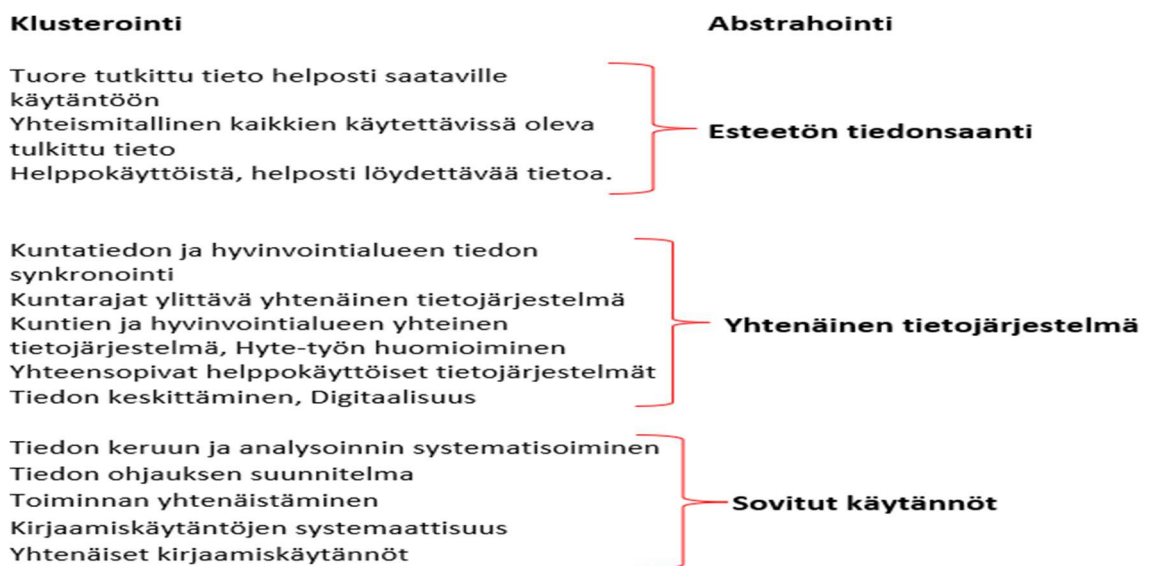 Klusterointi
Abstrahointi
Tuore tutkittu tieto helposti saataville
käytäntöön
Yhteismitallinen kaikkien käytettävissä oleva
tulkittu tieto
Helppokäyttöistä, helposti löydettävää tietoa.
Esteetön tiedonsaanti
Kuntatiedon ja hyvinvointialueen tiedon
synkronointi
Kuntarajat ylittävä yhtenäinen tietojärjestelmä
Kuntien ja hyvinvointialueen yhteinen
tietojärjestelmä, Hyte-työn huomioiminen
Yhteensopivat helppokäyttöiset tietojärjestelmät
Tiedon keskittäminen, Digitaalisuus
Yhtenäinen tietojärjestelmä
Tiedon keruun ja analysoinnin systematisoiminen
Tiedon ohjauksen suunnitelma
Toiminnan yhtenäistäminen
Kirjaamiskäytäntöjen systemaattisuus
Yhtenäiset kirjaamiskäytännöt
Sovitut käytännöt